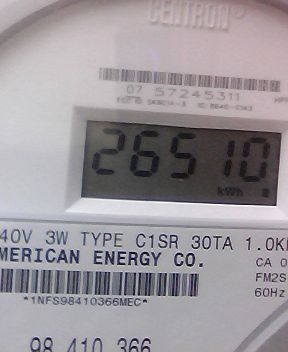 CENTRON®
07 57245311
26510
kWh
40V 3W TYPE C1SR 30TA 1.0K
MERICAN ENERGY CO.
CA 0
FM2S
*1NFS98410366MEC*
60Hz
98 410 366